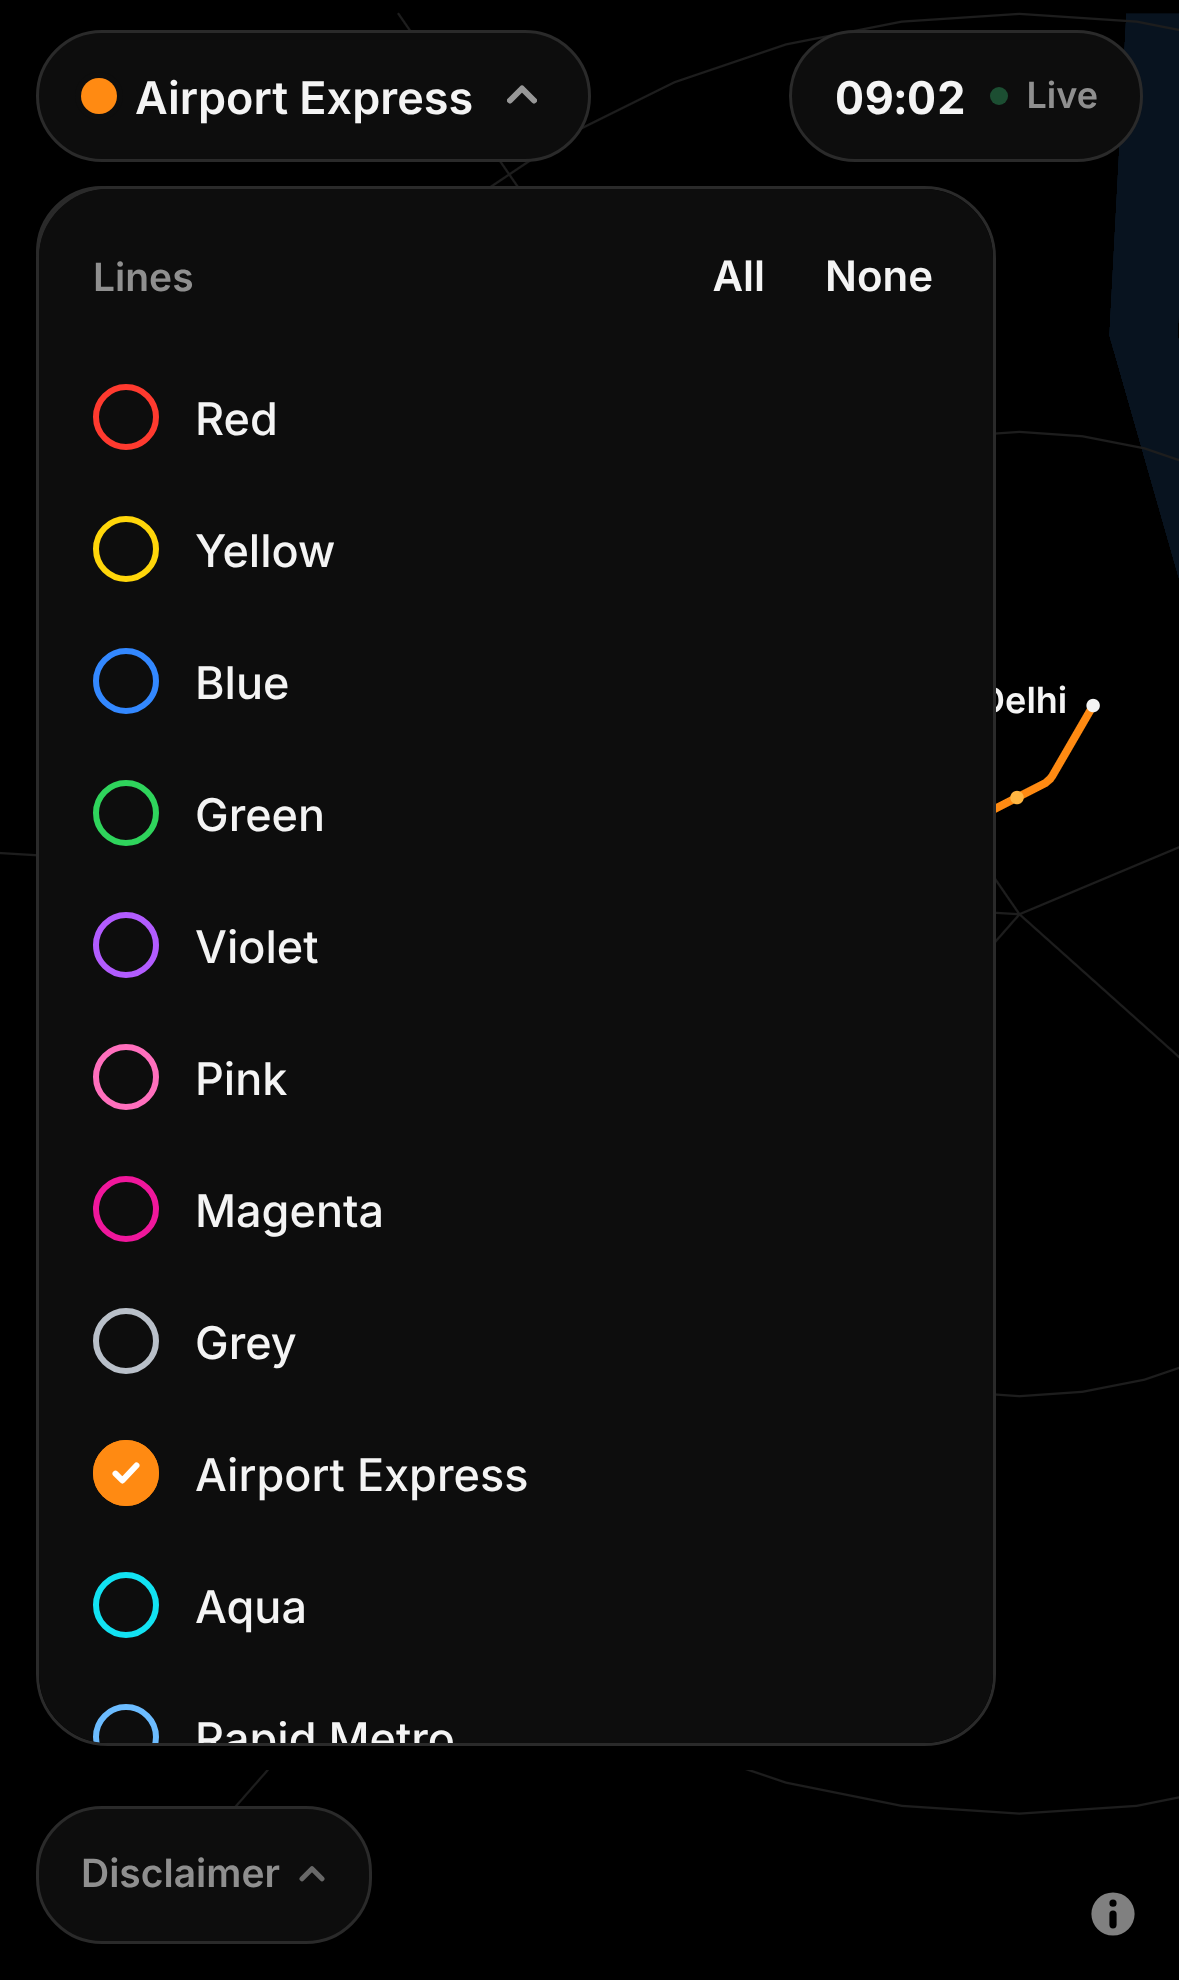 Airport Express
09:02 Live
Lines
All None
Red
Yellow
Blue
Delhi
Green
Violet
Pink
Magenta
Grey
Airport Express
Aqua
Rapid Metro
Disclaimer